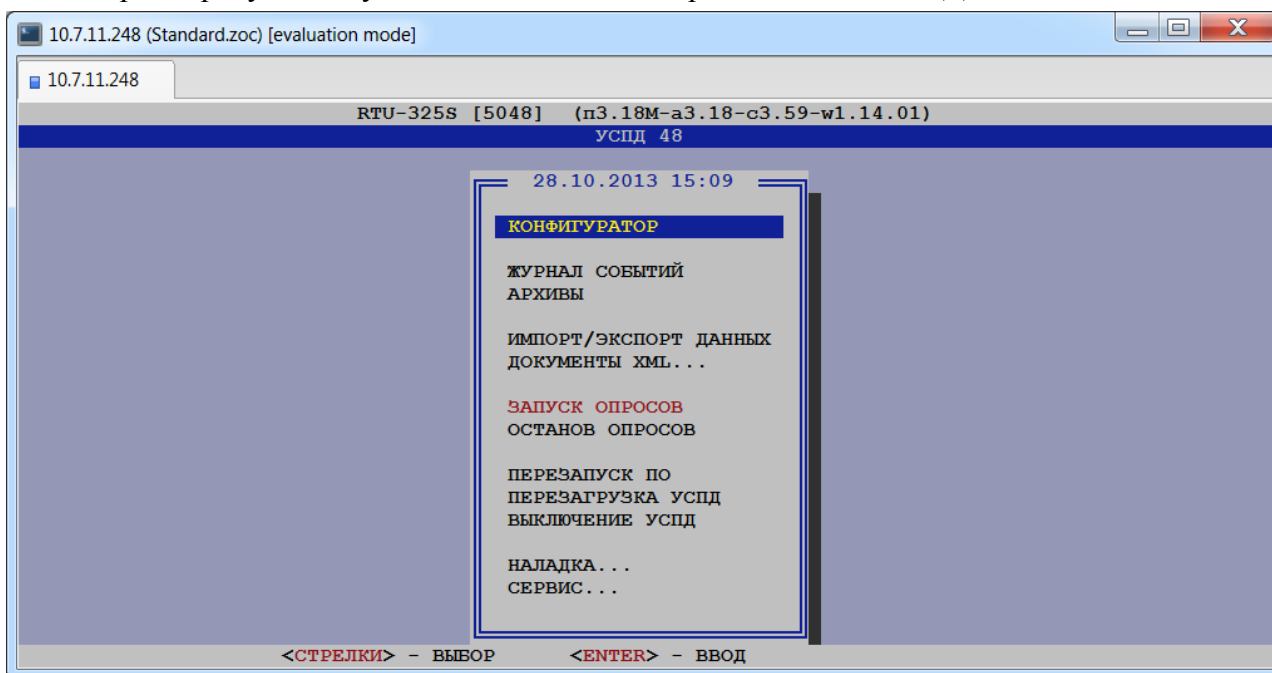 10.7.11.248 (Standard.zoc) [evaluation mode]
10.7.11.248
RTU-325S [5048] (п3.18М-а3.18-с3.59-w1.14.01)
УСПД 48
28.10.2013 15:09
КОНФИГУРАТОР
ЖУРНАЛ СОБЫТИЙ
АРХИВЫ
ИМПОРТ/ЭКСПОРТ ДАННЫХ
ДОКУМЕНТЫ XML...
ЗАПУСК ОПРОСОВ
ОСТАНОВ ОПРОСОВ
ПЕРЕЗАПУСК ПО
ПЕРЕЗАГРУЗКА УСПД
ВЫКЛЮЧЕНИЕ УСПД
НАЛАДКА...
СЕРВИС...
<СТРЕЛКИ> - ВЫБОР <ENTER> - ВВОД